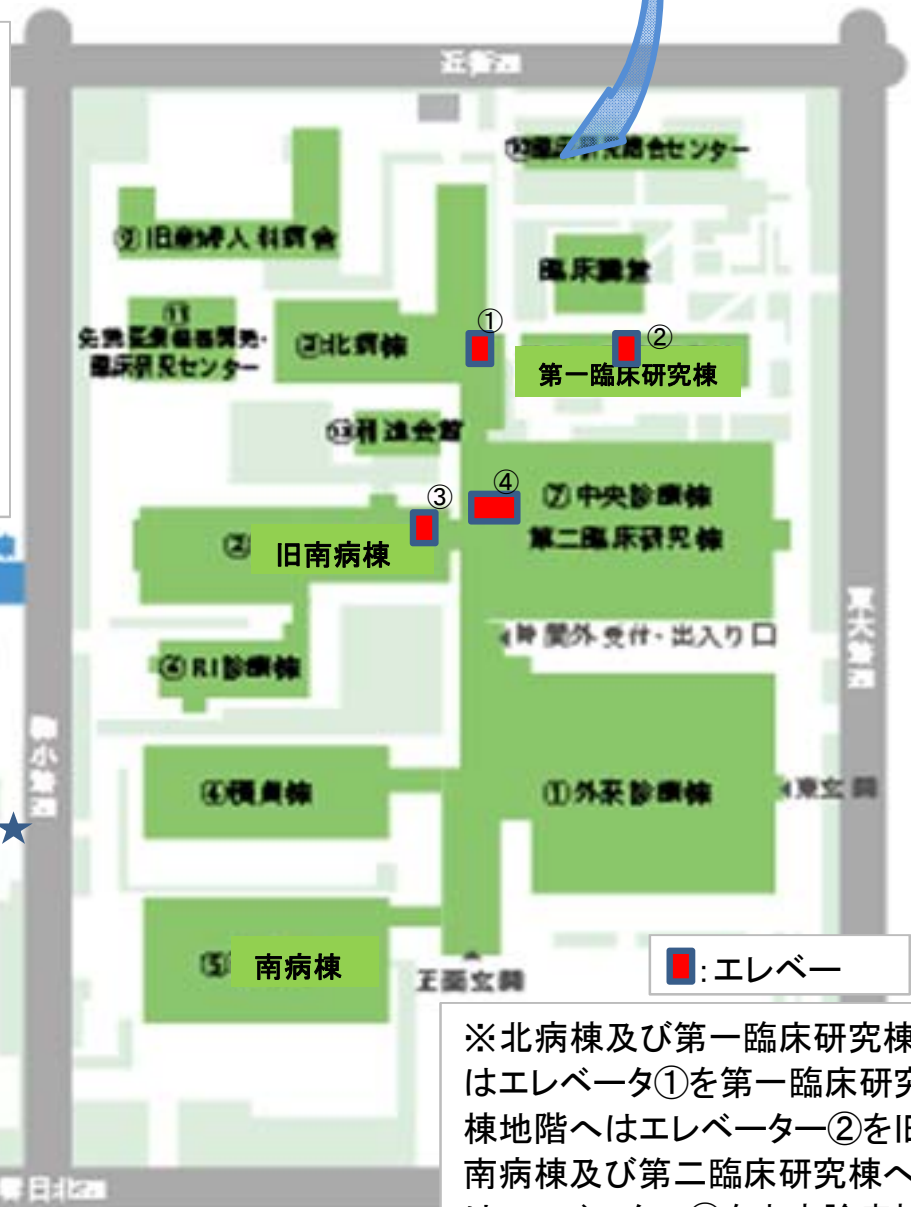 近衛通
⑩臨床研究総合センター
⑨旧産婦人科病舎
臨床講堂
⑪
先端医療機器開発・
臨床研究センター
③北病棟
①
②
第一臨床研究棟
③
④
⑦中央診療棟
第二臨床研究棟
②
旧南病棟
時間外受付・出入り口
東大路通
RI診療棟
積貞棟
①外来診療棟
東玄関
⑤
南病棟
正面玄関
:エレベー
※北病棟及び第一臨床研究棟
はエレベータ①を第一臨床研究
棟地階へはエレベーター②を旧
南病棟及び第二臨床研究棟へ
春日北通